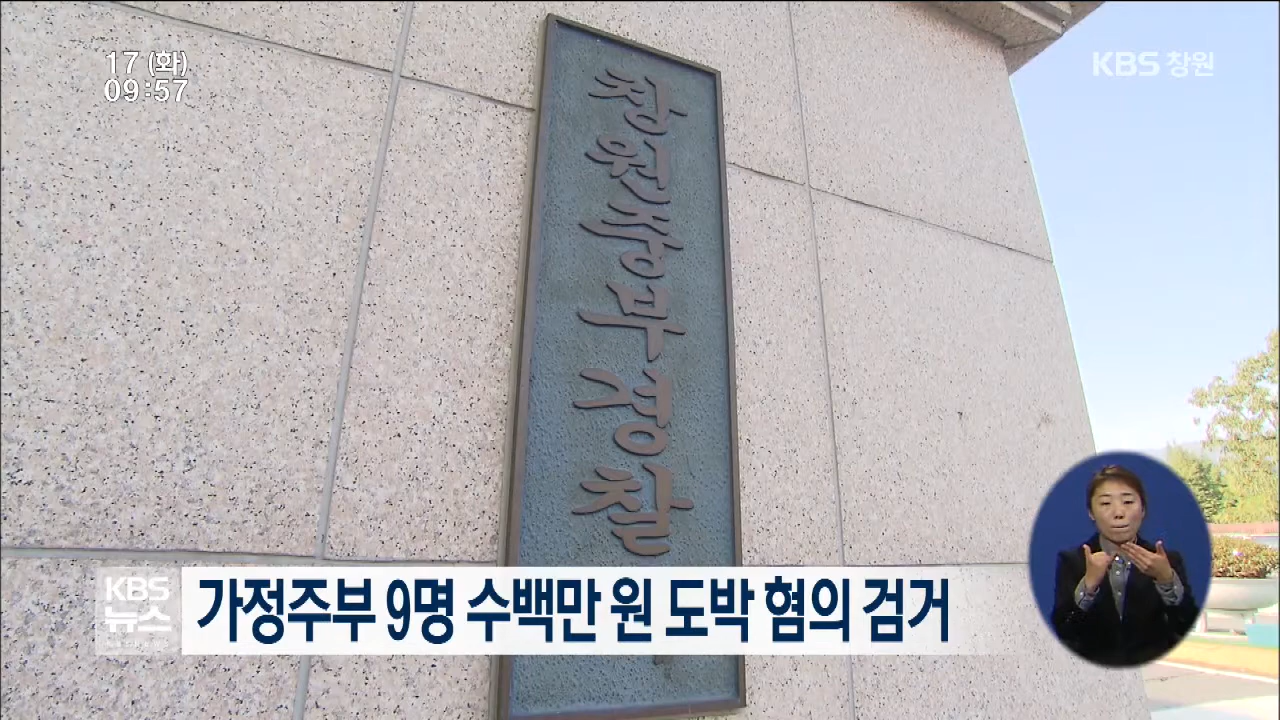 17 (화)
09:57
KBS 창원
창원중부경찰
KBS
뉴스
가정주부 9명 수백만 원 도박 혐의 검거